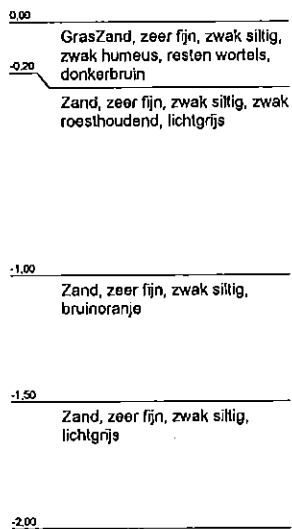 0,00
GrasZand, zeer fijn, zwak siltig,
zwak humeus, resten wortels,
donkerbruin
-0,20
Zand, zeer fijn, zwak siltig, zwak
roesthoudend, lichtgrijs
-1,00
Zand, zeer fijn, zwak siltig,
bruinoranje
-1,50
Zand, zeer fijn, zwak siltig,
lichtgrijs
-2,00